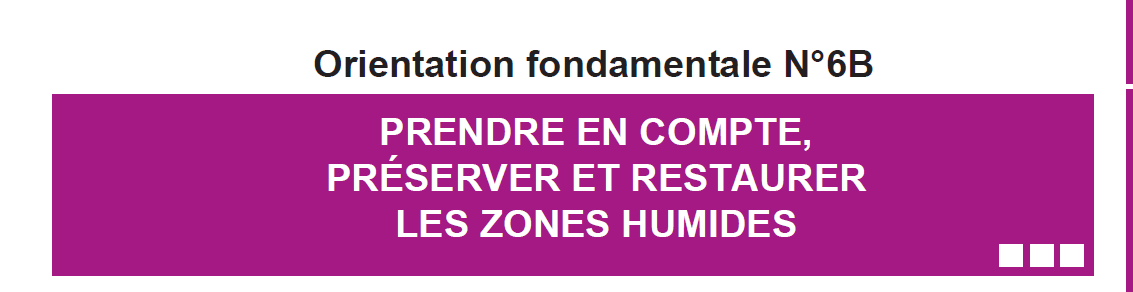 Orientation fondamentale N°6B
PRENDRE EN COMPTE,
PRÉSERVER ET RESTAURER
LES ZONES HUMIDES